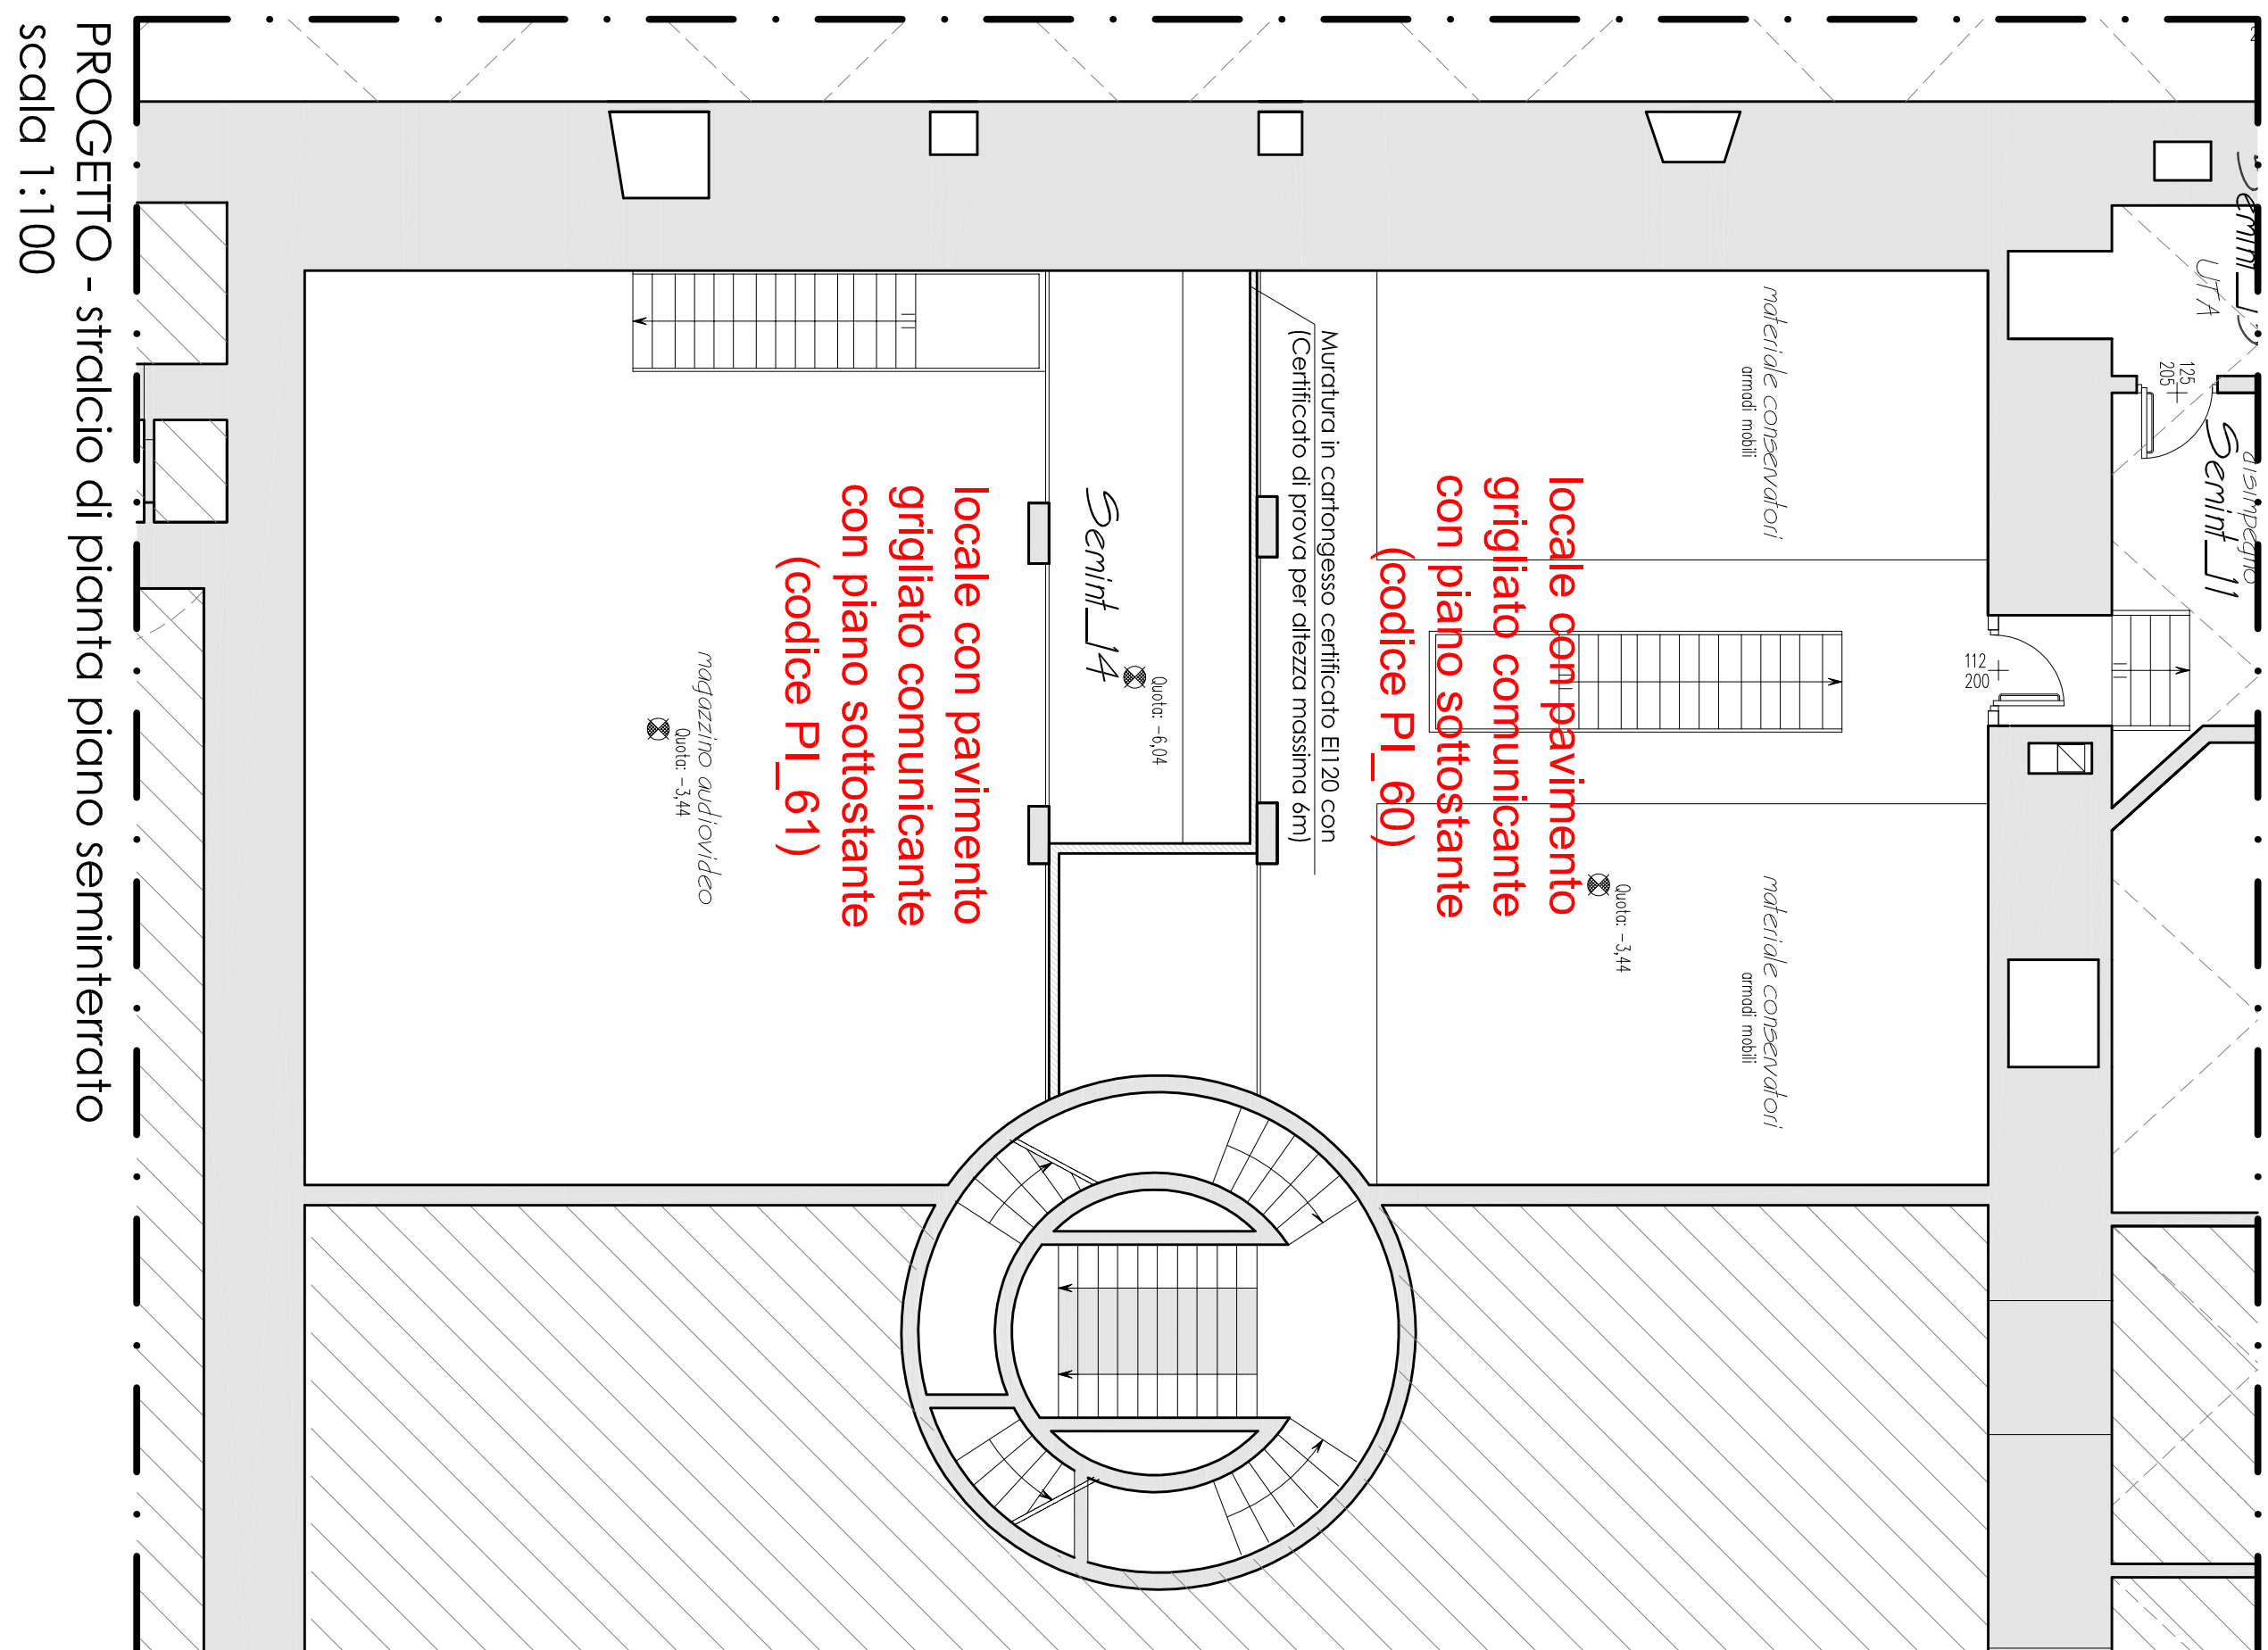 PROGETTO - stralcio di pianta piano seminterrato
scala 1:100
UTA
125
205
disimpegno
Semint_11
112
200
materiale conservatori
armadi mobili
materiale conservatori
armadi mobili
Quota: -3,44
locale con pavimento
grigliato comunicante
con piano sottostante
(codice PI_60)
Muratura in cartongesso certificato EI120 con
(Certificato di prova per altezza massima 6m)
Quota: -6,04
Semint_14
locale con pavimento
grigliato comunicante
con piano sottostante
(codice PI_61)
magazzino audiovideo
Quota: -3,44